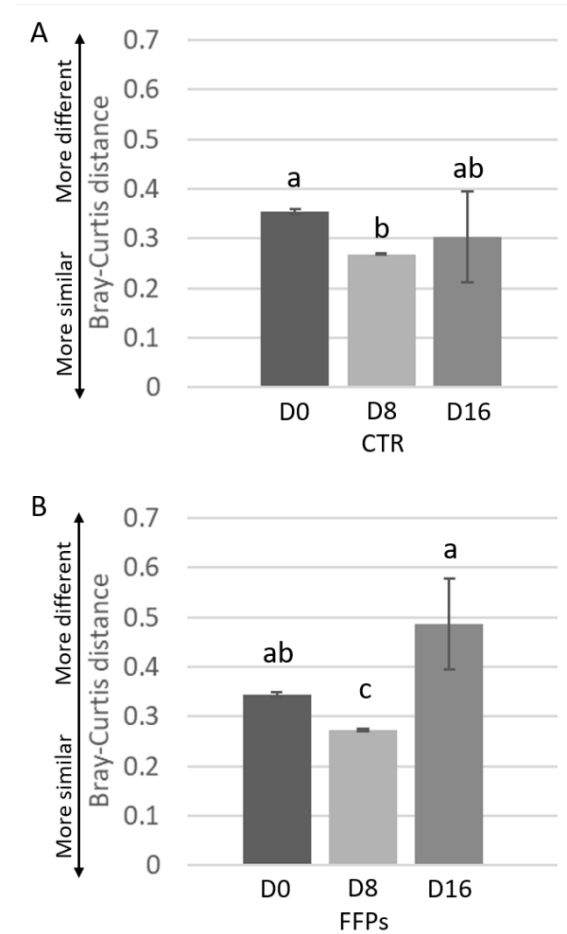 A
More different
More similar
Bray-Curtis distance
0.7
0.6
0.5
0.4
0.3
0.2
0.1
0
a
b
ab
D0 D8 D16
CTR
B
More different
More similar
Bray-Curtis distance
0.7
0.6
0.5
0.4
0.3
0.2
0.1
0
ab
c
a
D0 D8 D16
FFPs